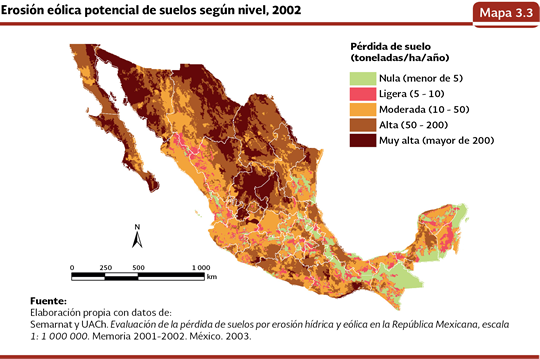 Erosión eólica potencial de suelos según nivel, 2002
Mapa 3.3
Pérdida de suelo
(toneladas/ha/año)
Nula (menor de 5)
Ligera (5 - 10)
Moderada (10 - 50)
Alta (50 - 200)
Muy alta (mayor de 200)
N
0 250 500 1 000
km
Fuente:
Elaboración propia con datos de:
Semarnat y UACh. Evaluación de la pérdida de suelos por erosión hídrica y eólica en la República Mexicana, escala
1: 1 000 000. Memoria 2001-2002. México. 2003.